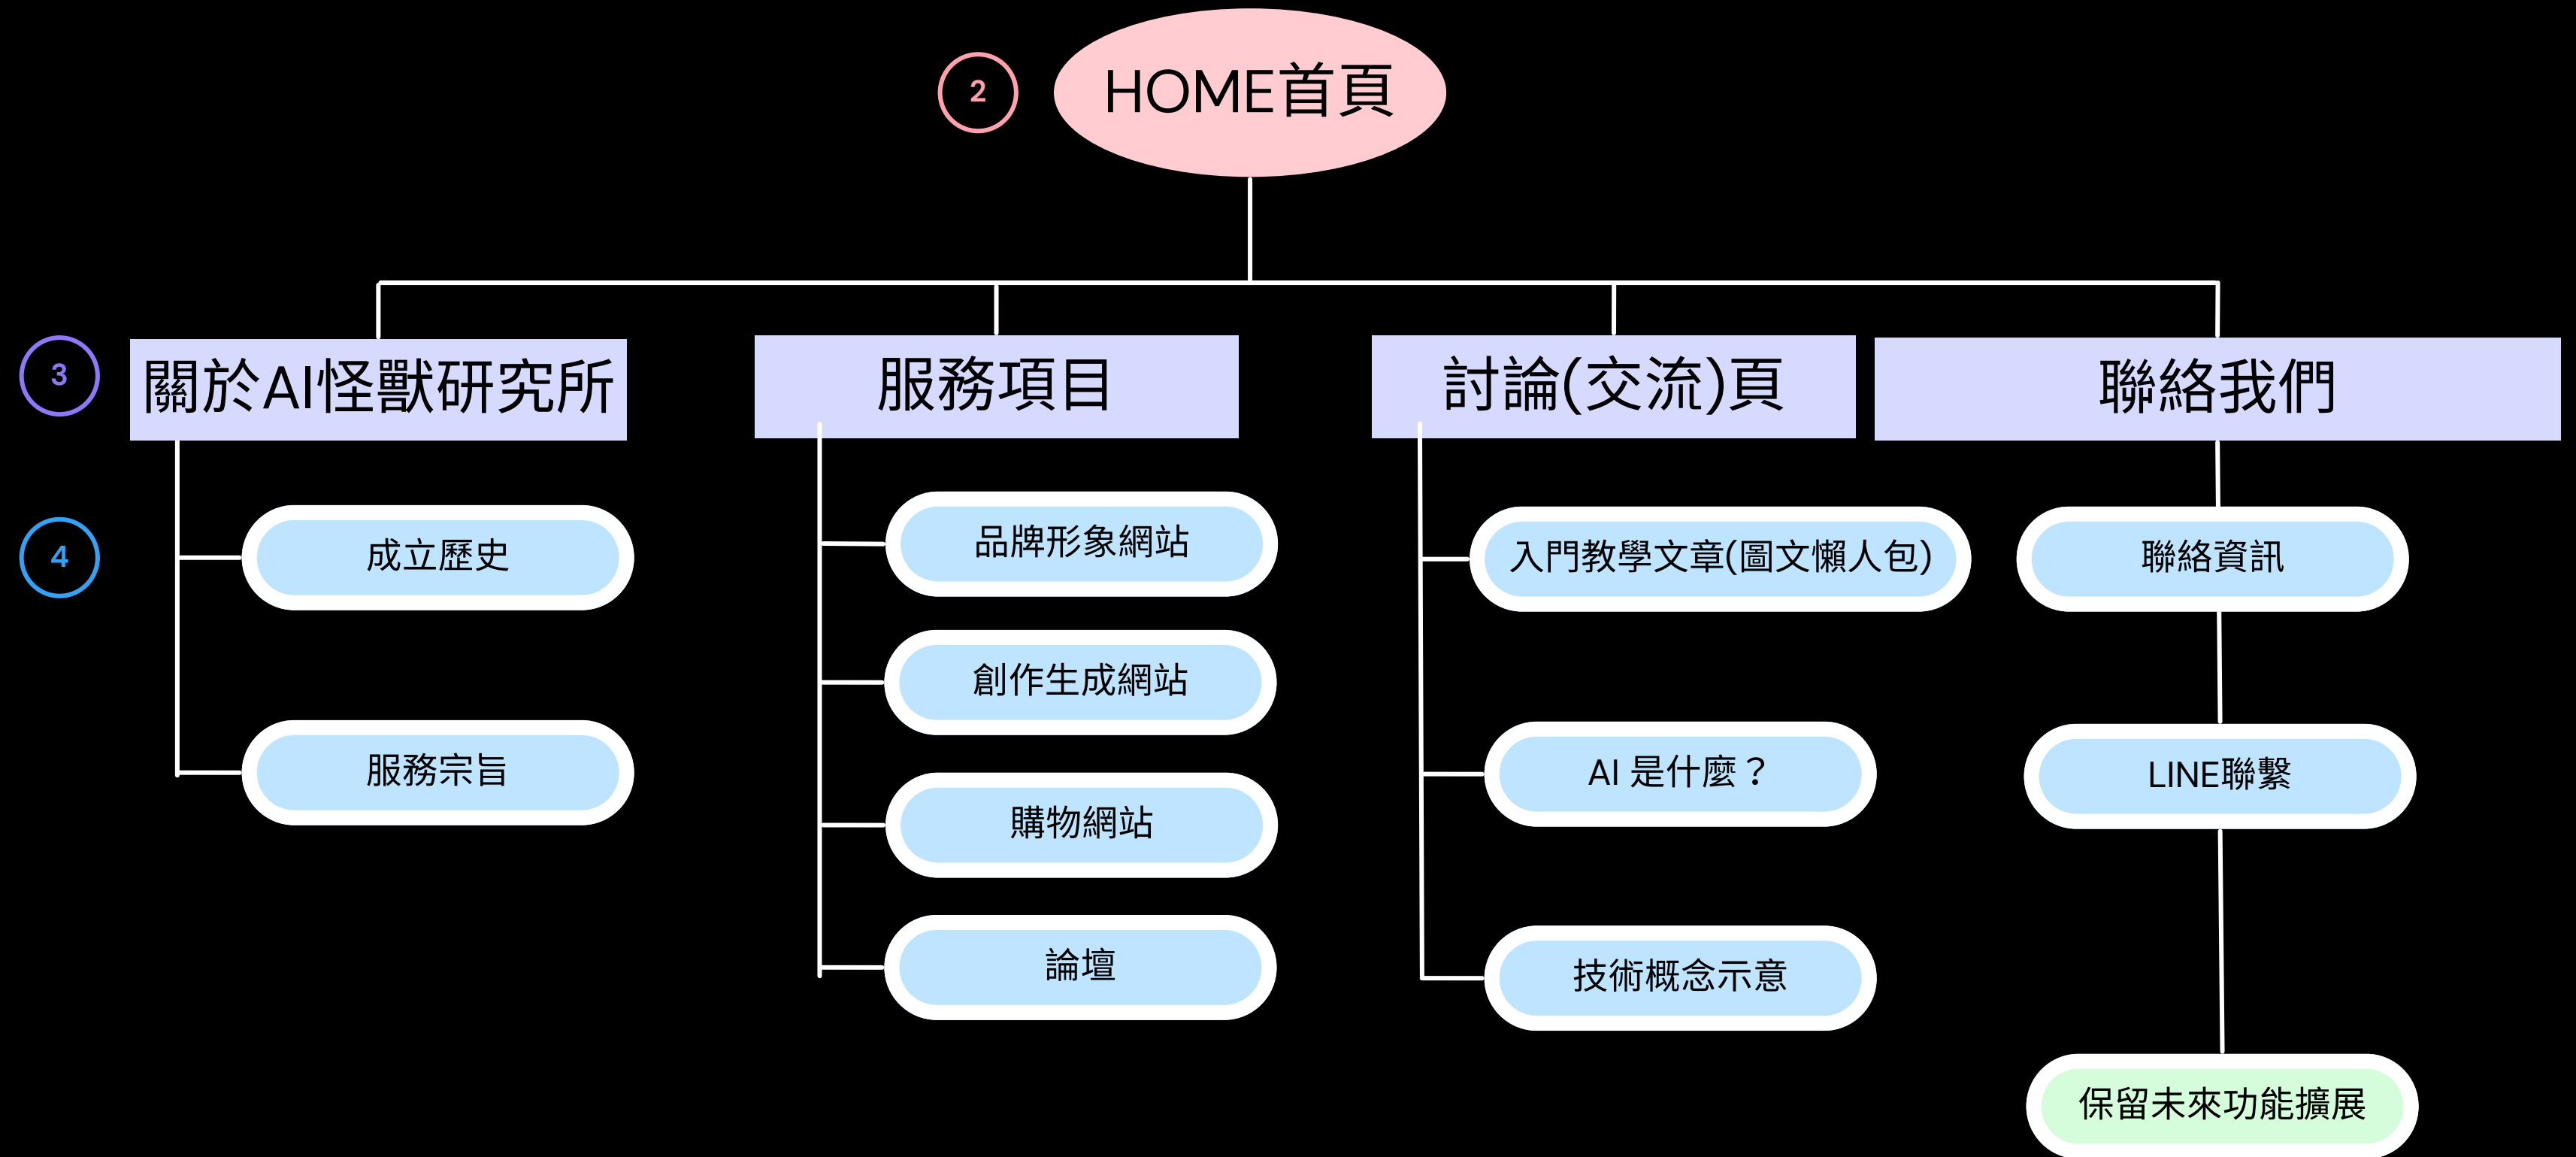 2
HOME首頁
3
關於AI怪獸研究所
服務項目
討論(交流)頁
聯絡我們
4
成立歷史
服務宗旨
品牌形象網站
創作生成網站
購物網站
論壇
入門教學文章(圖文懶人包)
AI 是什麼？
技術概念示意
聯絡資訊
LINE聯繫
保留未來功能擴展